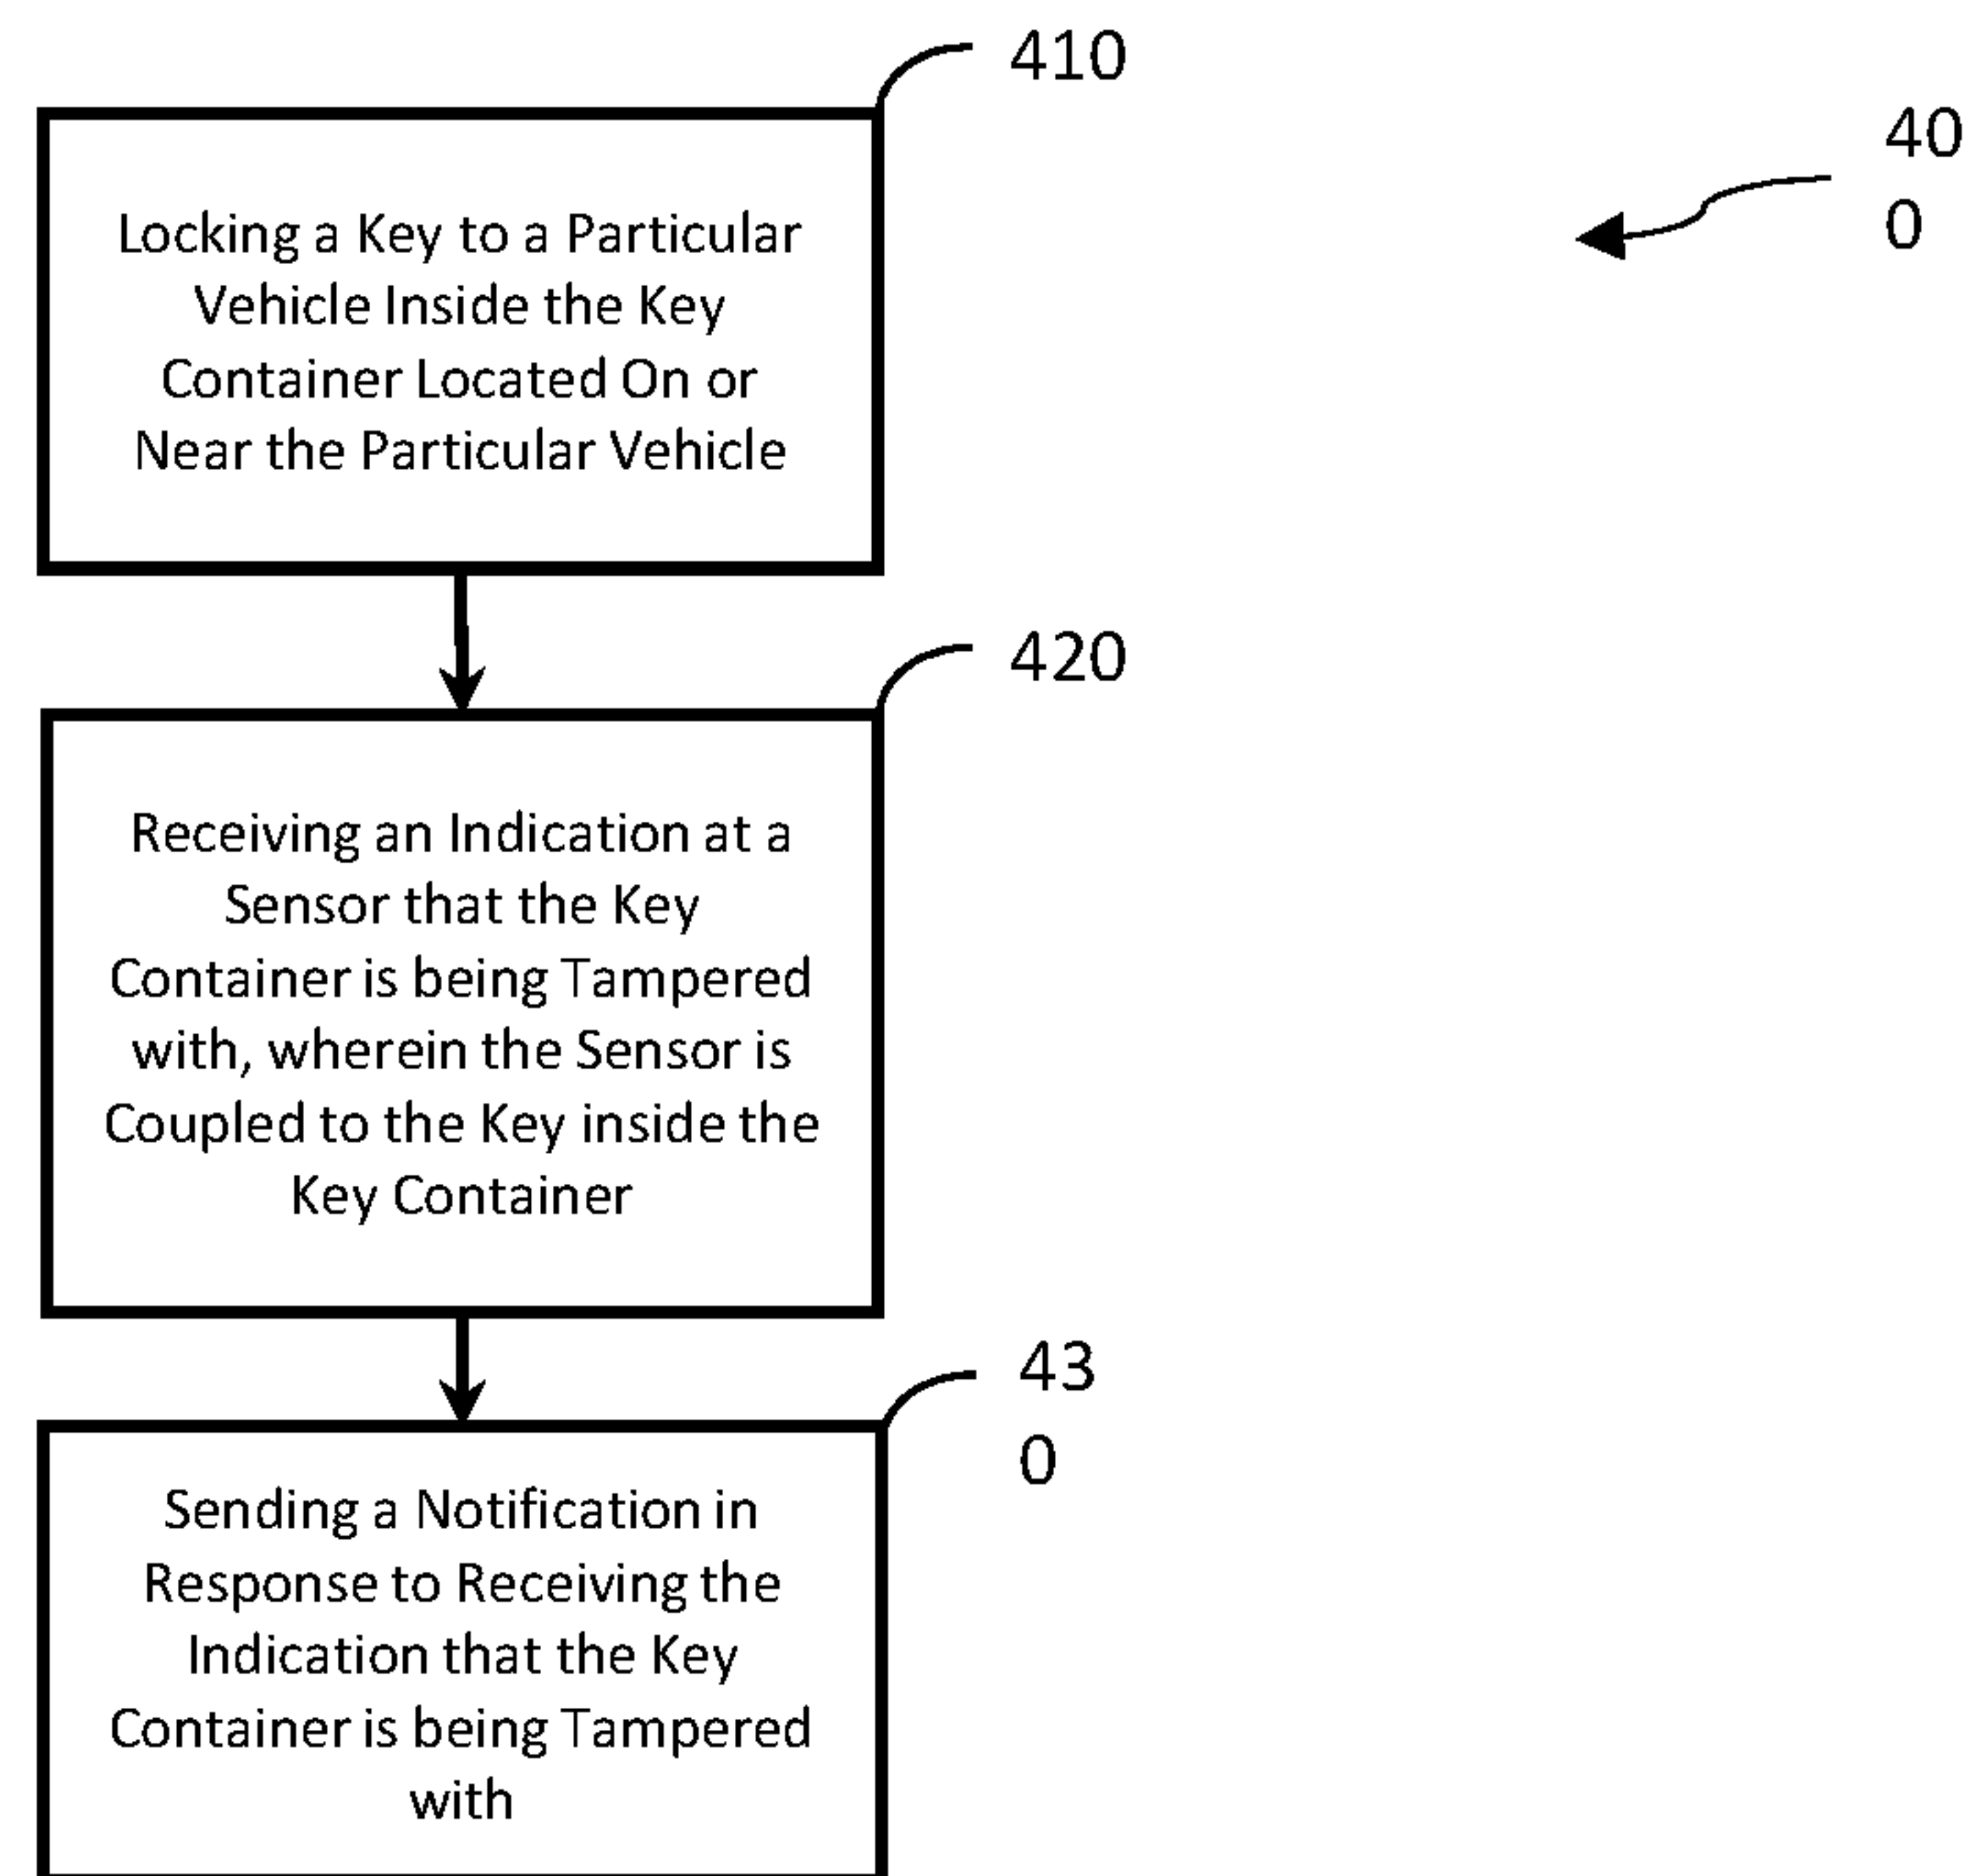 410
40
0
Locking a Key to a Particular
Vehicle Inside the Key
Container Located On or
Near the Particular Vehicle
420
Receiving an Indication at a
Sensor that the Key
Container is being Tampered
with, wherein the Sensor is
Coupled to the Key inside the
Key Container
43
0
Sending a Notification in
Response to Receiving the
Indication that the Key
Container is being Tampered
with